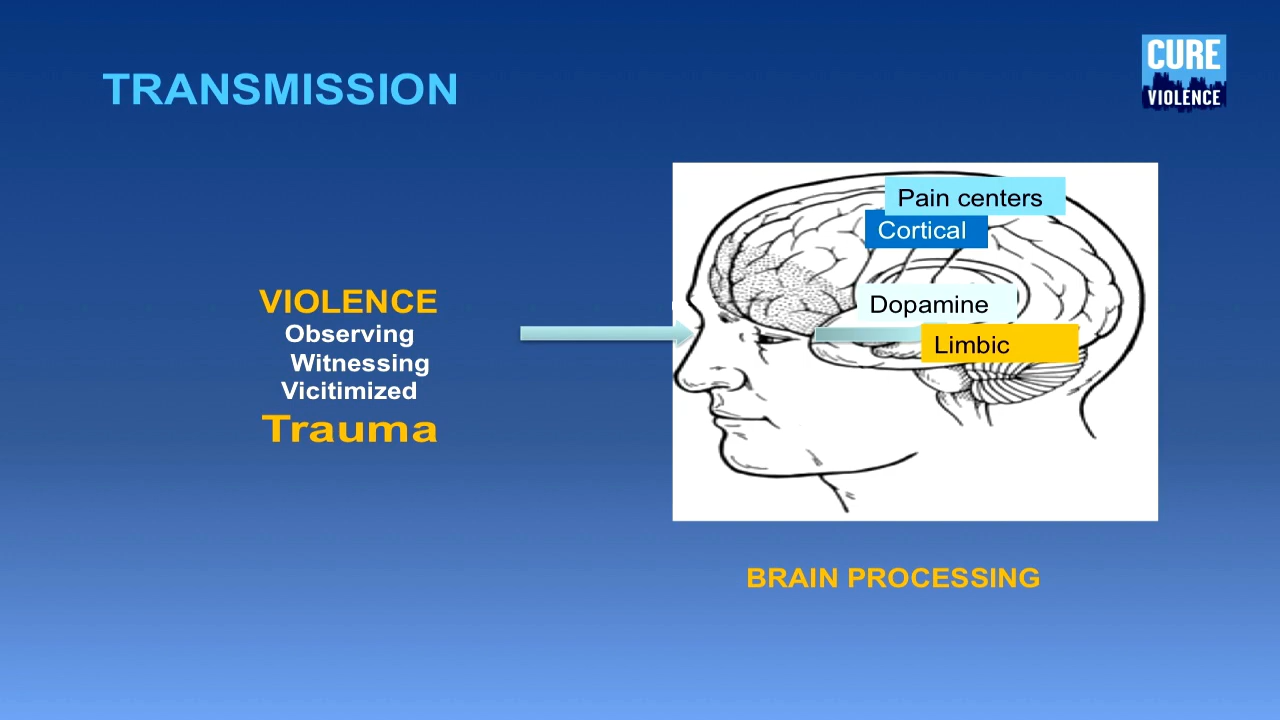 TRANSMISSION
CURE
VIOLENCE
Pain centers
Cortical
Dopamine
Limbic
VIOLENCE
Observing
Witnessing
Vicitimized
Trauma
BRAIN PROCESSING